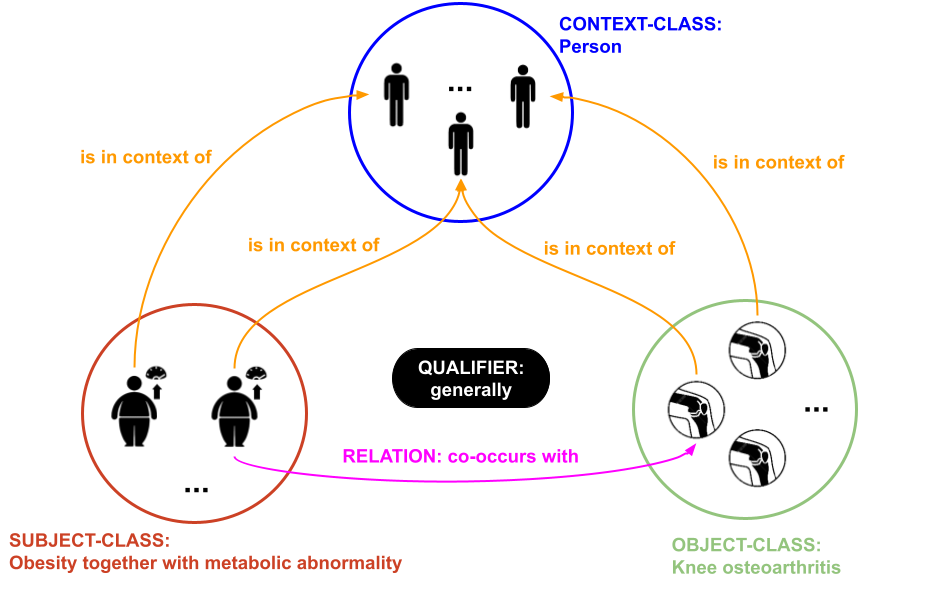 CONTEXT-CLASS:
Person
...
is in context of
is in context of
is in context of
is in context of
QUALIFIER:
generally
...
RELATION: co-occurs with
...
SUBJECT-CLASS:
Obesity together with metabolic abnormality
OBJECT-CLASS:
Knee osteoarthritis